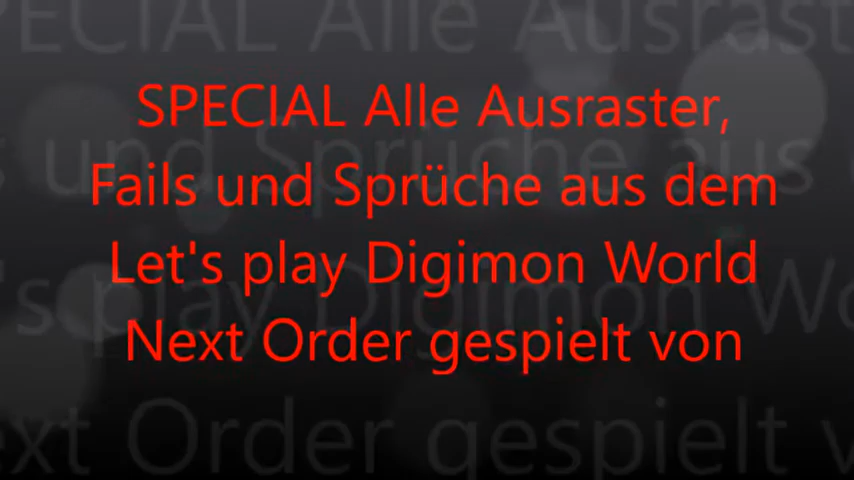 SPECIAL Alle Ausraster,
Fails und Sprüche aus dem
Let's play Digimon World
Next Order gespielt von